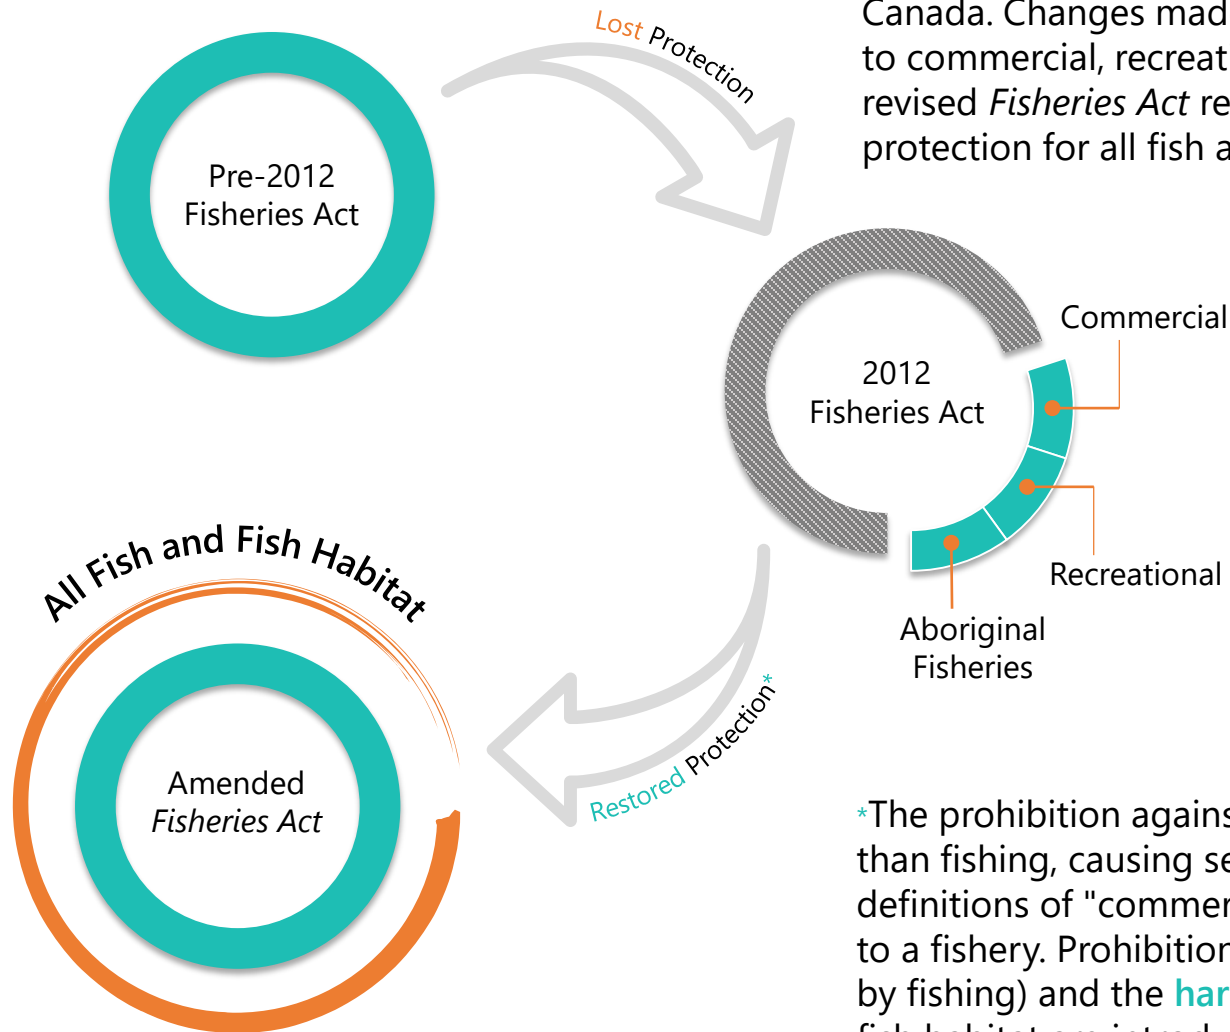 Lost Protection
Canada. Changes mad
to commercial, recreat
revised Fisheries Act re
protection for all fish a
Pre-2012
Fisheries Act
2012
Fisheries Act
Commercial
Recreational
Aboriginal
Fisheries
All Fish and Fish Habitat
Amended
Fisheries Act
Restored Protection*
*The prohibition agains
than fishing, causing se
definitions of "commer
to a fishery. Prohibition
by fishing) and the har